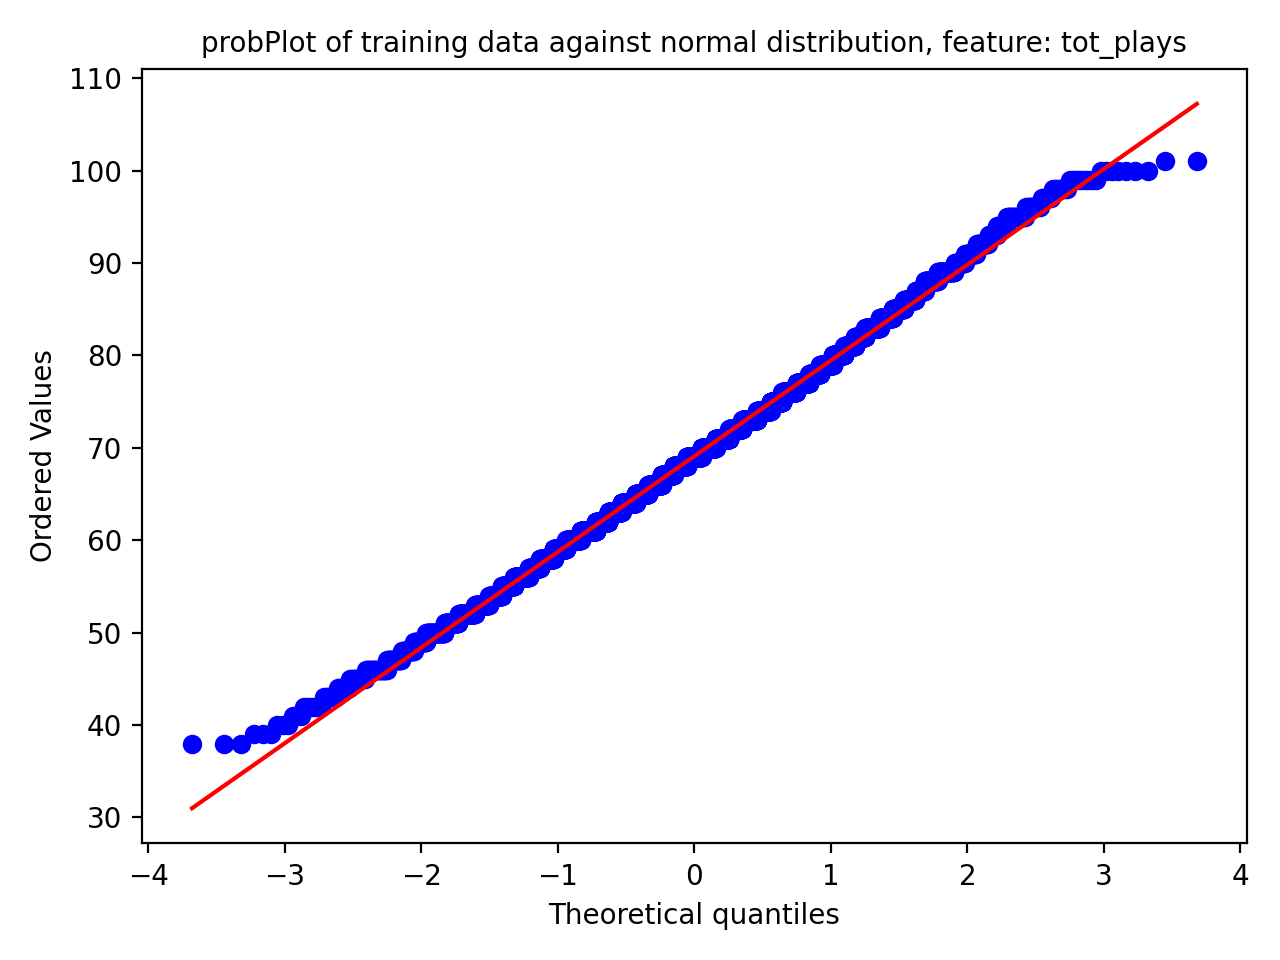 probPlot of training data against normal distribution, feature: tot_plays
110
100
90
80
70
60
50
40
30
Ordered Values
−4 −3 −2 −1 0 1 2 3 4
Theoretical quantiles